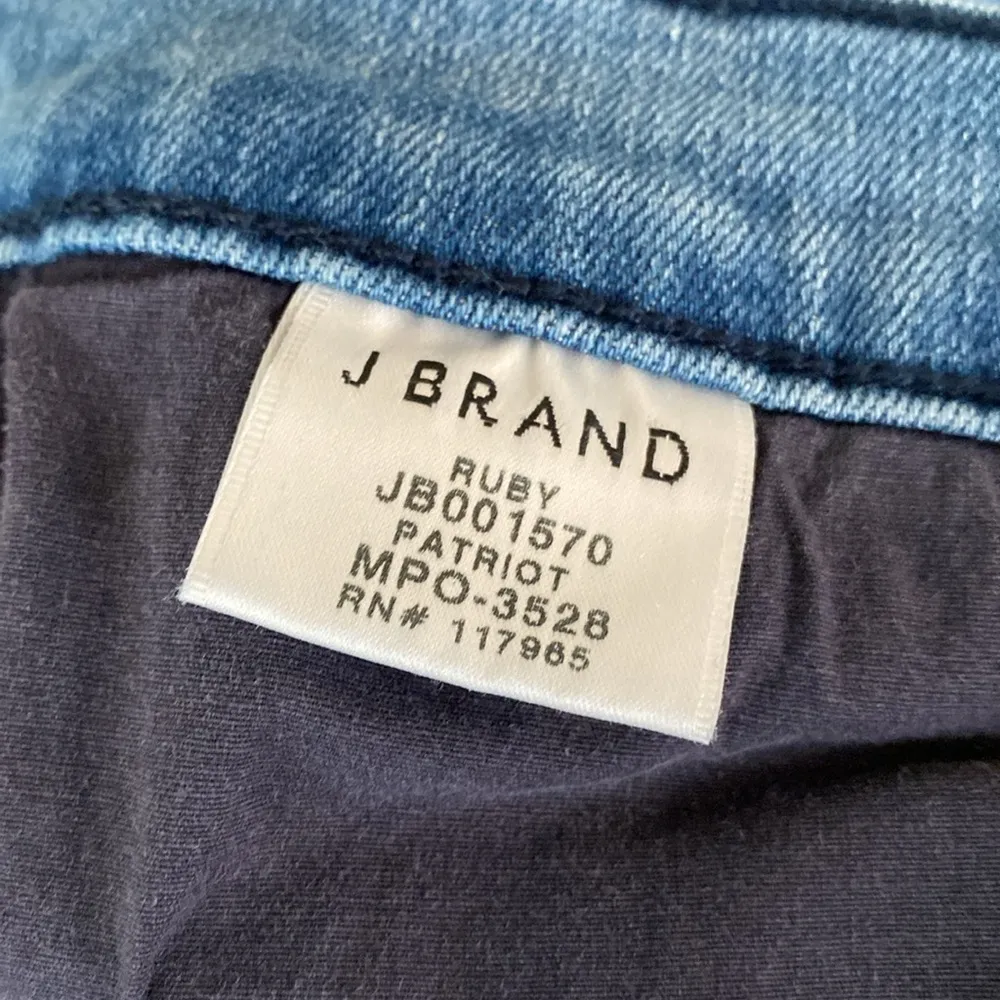 J BRAND
RUBY
JB001570
PATRIOT
MPO-3528
RN# 117965